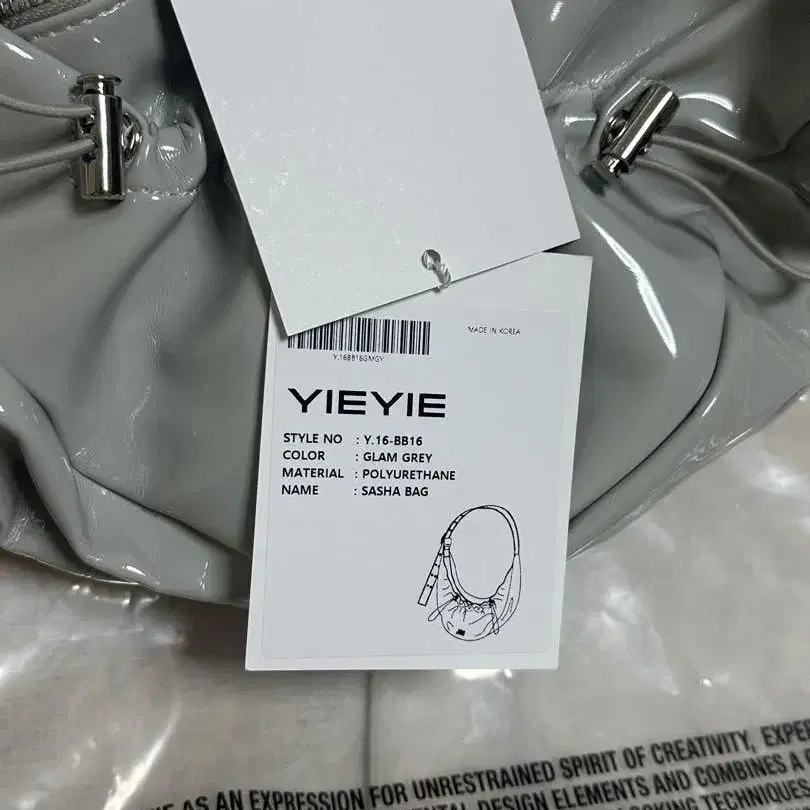 MADE IN KOREA
Y.16BB16GMGY
YIEYIE
STYLE NO : Y.16-BB16
COLOR : GLAM GREY
MATERIAL : POLYURETHANE
NAME : SASHA BAG
AS AN EXPRESSION FOR UNRESTRAINED SPIRIT OF CREATIVITY,
DESIGN ELEMENTS AND COMBINES A
TECHNIQUES